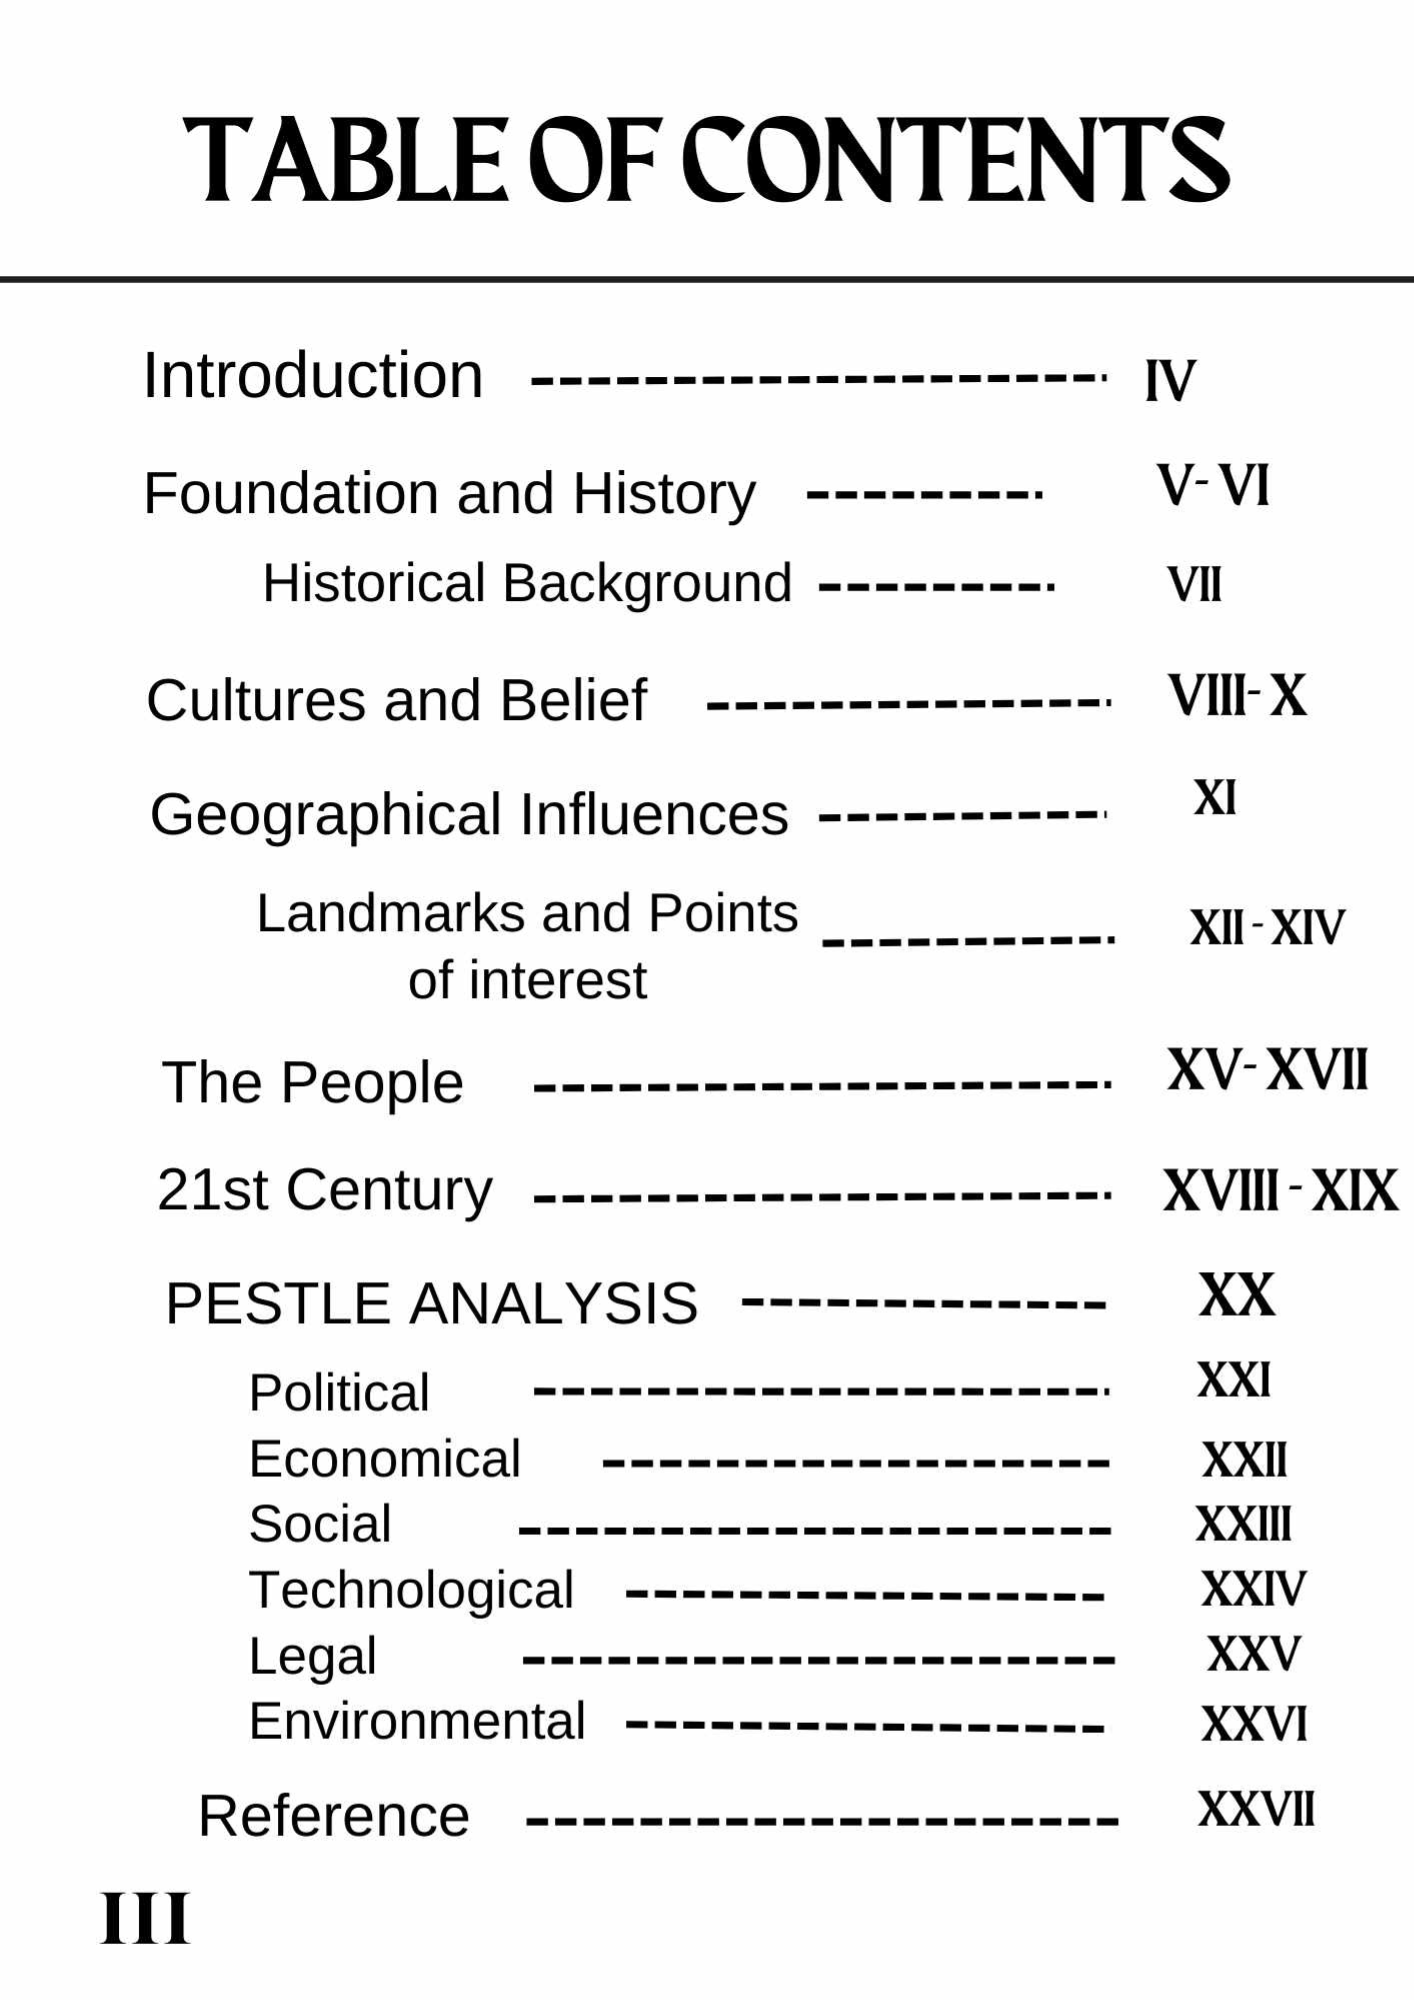 TABLE OF CONTENTS
Introduction --------------------- IV
Foundation and History --------- V- VI
Historical Background --------- VII
Cultures and Belief --------------- VIII- X
Geographical Influences ----------- XI
Landmarks and Points ----------- XII - XIV
of interest
The People --------------------- XV- XVII
21st Century --------------------- XVIII - XIX
PESTLE ANALYSIS ------------- XX
Political --------------------- XXI
Economical ------------------ XXII
Social --------------------- XXIII
Technological ----------------- XXIV
Legal --------------------- XXV
Environmental ----------------- XXVI
Reference --------------------- XXVII
III